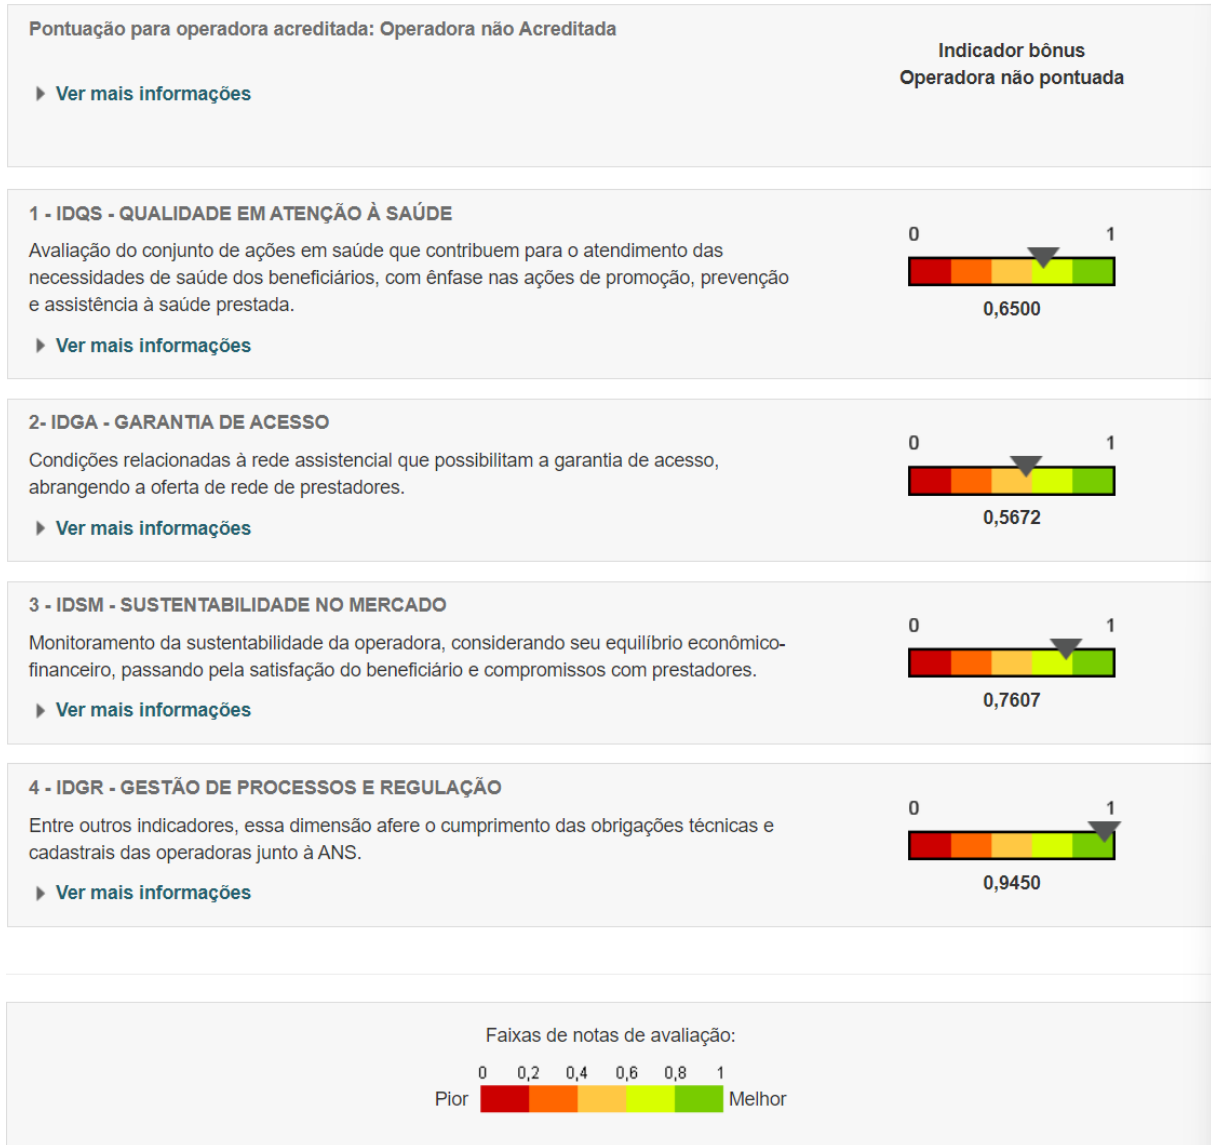 Pontuação para operadora acreditada: Operadora não Acreditada
Indicador bônus
Operadora não pontuada
Ver mais informações
1 - IDQS - QUALIDADE EM ATENÇÃO À SAÚDE
Avaliação do conjunto de ações em saúde que contribuem para o atendimento das
necessidades de saúde dos beneficiários, com ênfase nas ações de promoção, prevenção
e assistência à saúde prestada.
Ver mais informações
0 1
0,6500
2- IDGA - GARANTIA DE ACESSO
Condições relacionadas à rede assistencial que possibilitam a garantia de acesso,
abrangendo a oferta de rede de prestadores.
Ver mais informações
0 1
0,5672
3 - IDSM - SUSTENTABILIDADE NO MERCADO
Monitoramento da sustentabilidade da operadora, considerando seu equilíbrio econômico-
financeiro, passando pela satisfação do beneficiário e compromissos com prestadores.
Ver mais informações
0 1
0,7607
4 - IDGR - GESTÃO DE PROCESSOS E REGULAÇÃO
Entre outros indicadores, essa dimensão afere o cumprimento das obrigações técnicas e
cadastrais das operadoras junto à ANS.
Ver mais informações
0 1
0,9450
Faixas de notas de avaliação:
0 0,2 0,4 0,6 0,8 1
Pior Melhor